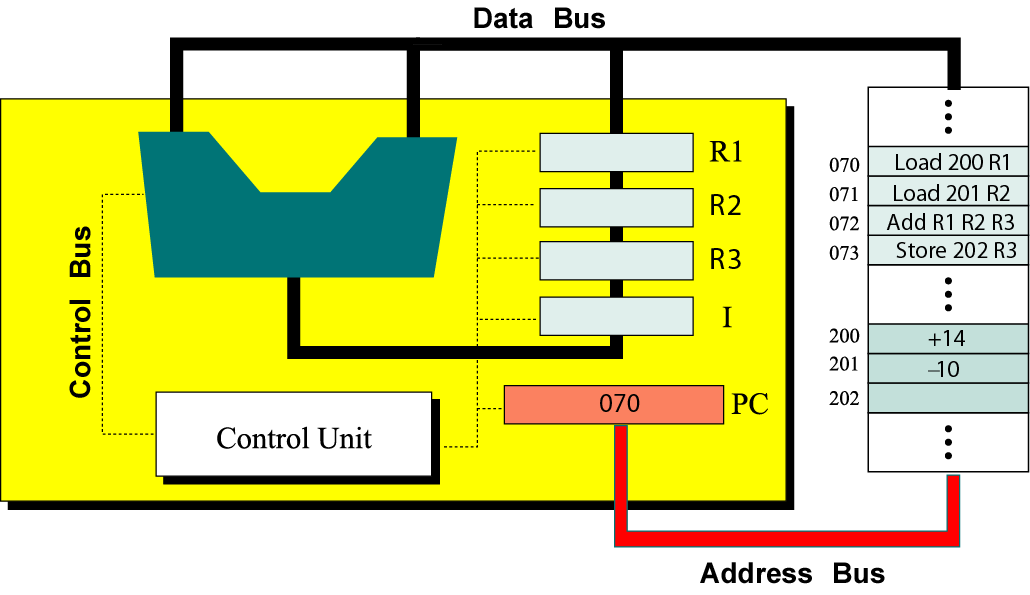 Data Bus
R1
R2
R3
I
Control Bus
Control Unit
070
PC
Address Bus
070 Load 200 R1
071 Load 201 R2
072 Add R1 R2 R3
073 Store 202 R3
200 +14
201 –10
202